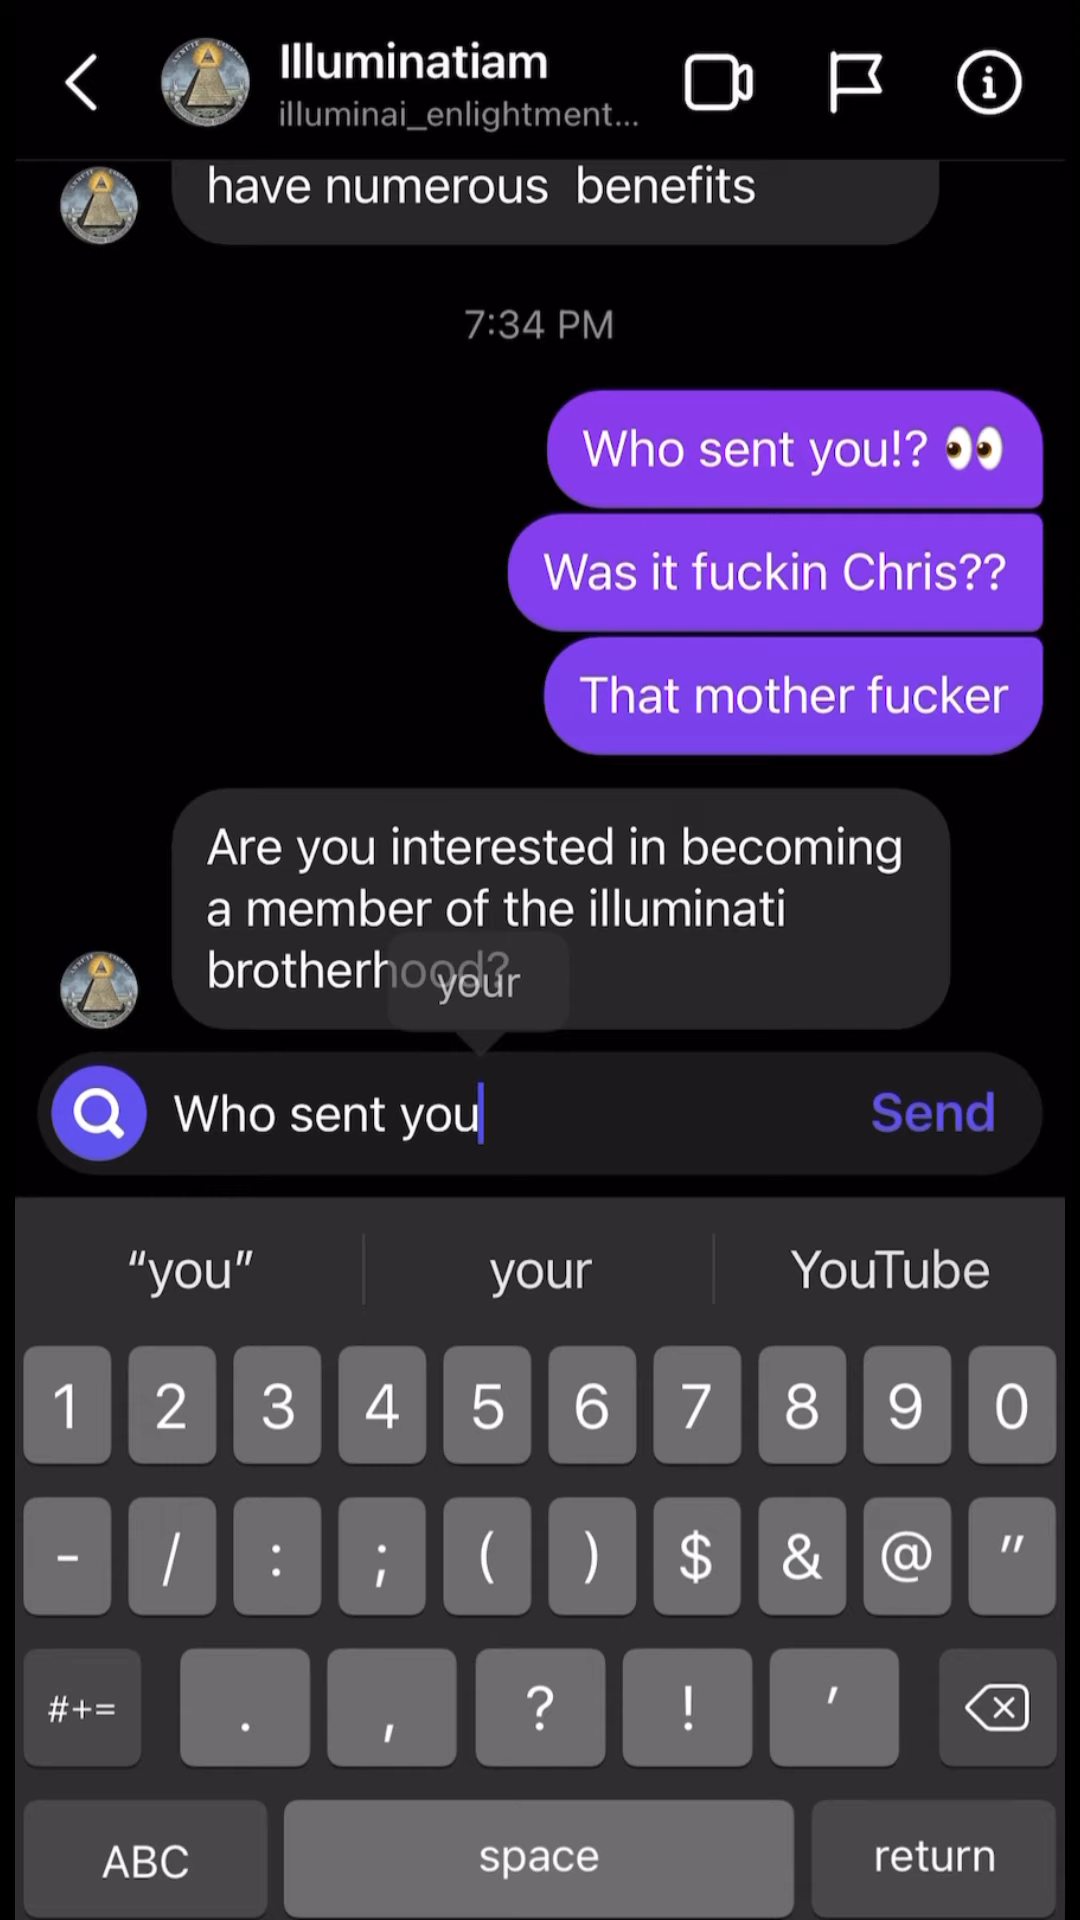 Illuminatiam
illuminai_enlightment...
have numerous benefits
7:34 PM
Who sent you!? 👀
Was it fuckin Chris??
That mother fucker
Are you interested in becoming
a member of the illuminati
brotherhood?
your
Who sent you
Send
“you”
your
YouTube
1 2 3 4 5 6 7 8 9 0
- / : ; ( ) $ & @ "
#+= . , ? ! '
ABC space return